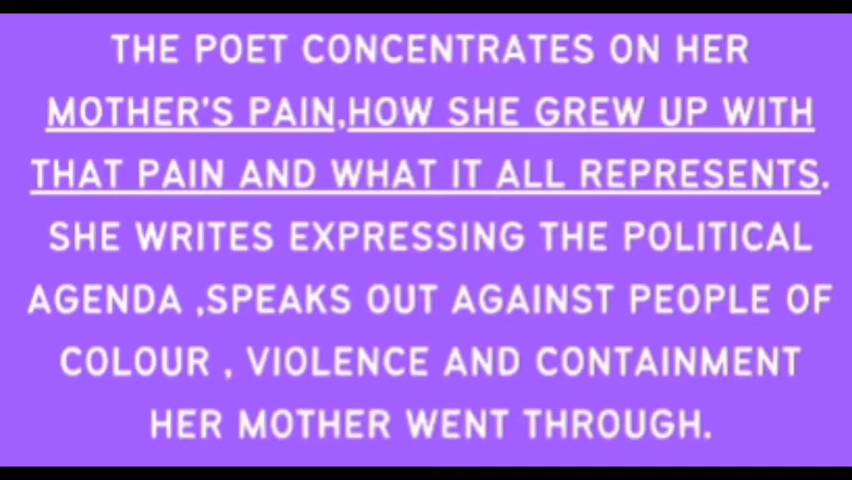 THE POET CONCENTRATES ON HER
MOTHER'S PAIN,HOW SHE GREW UP WITH
THAT PAIN AND WHAT IT ALL REPRESENTS.
SHE WRITES EXPRESSING THE POLITICAL
AGENDA ,SPEAKS OUT AGAINST PEOPLE OF
COLOUR , VIOLENCE AND CONTAINMENT
HER MOTHER WENT THROUGH.